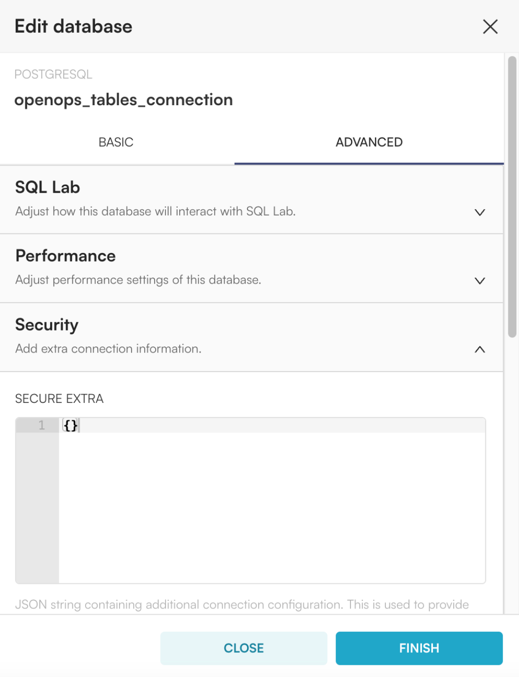 Edit database
POSTGRESQL
openops_tables_connection
BASIC
ADVANCED
SQL Lab
Adjust how this database will interact with SQL Lab.
Performance
Adjust performance settings of this database.
Security
Add extra connection information.
SECURE EXTRA
1 {}
JSON string containing additional connection configuration. This is used to provide
CLOSE
FINISH